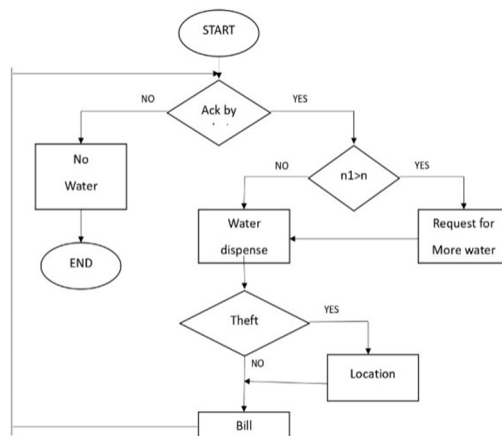 START
NO
YES
Ack by
No
Water
n1>n
NO
YES
Water
dispense
Request for
More water
END
Theft
YES
NO
Location
Bill